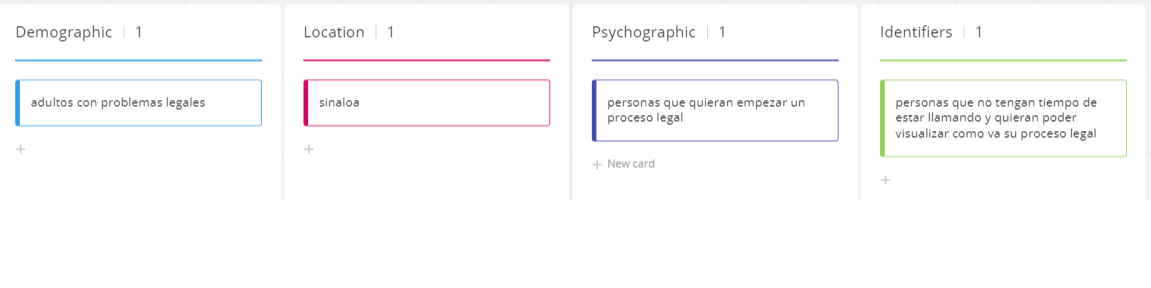 Demographic | 1
adultos con problemas legales
+
Location | 1
sinaloa
+
Psychographic | 1
personas que quieran empezar un
proceso legal
+ New card
Identifiers | 1
personas que no tengan tiempo de
estar llamando y quieran poder
visualizar como va su proceso legal
+